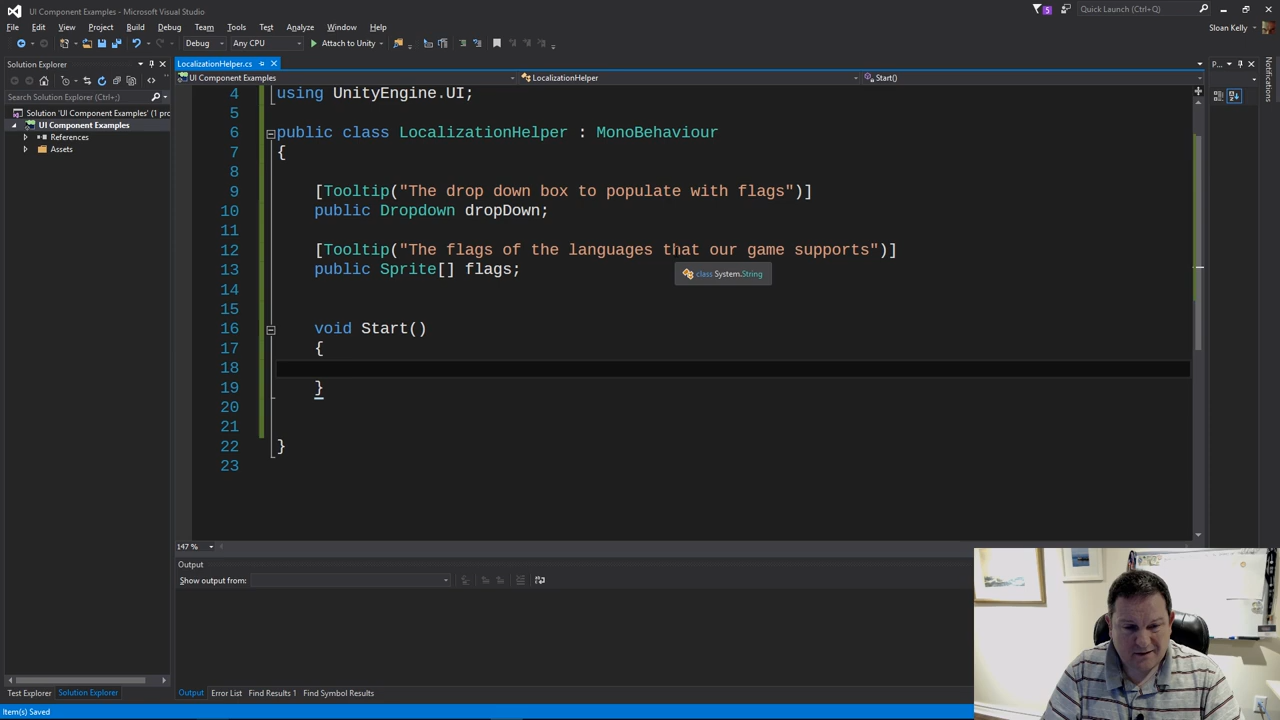 UI Component Examples - Microsoft Visual Studio
5
Quick Launch (Ctrl+Q)
File Edit View Project Build Debug Team Tools Test Analyze Window Help
Sloan Kelly
Debug Any CPU Attach to Unity
Solution Explorer
LocalizationHelper.cs
P...
Notifications
UI Component Examples LocalizationHelper Start()
Search Solution Explorer (Ctrl+;)
Solution 'UI Component Examples' (1 pro
UI Component Examples
References
Assets
4 using UnityEngine.UI;
5
6 public class LocalizationHelper : MonoBehaviour
7 {
8
9 [Tooltip("The drop down box to populate with flags")]
10 public Dropdown dropDown;
11
12 [Tooltip("The flags of the languages that our game supports")]
13 public Sprite[] flags;
class System.String
14
15
16 void Start()
17 {
18
19 }
20
21
22 }
23
147 %
Output
Show output from:
Test Explorer Solution Explorer
Output Error List Find Results 1 Find Symbol Results
Item(s) Saved